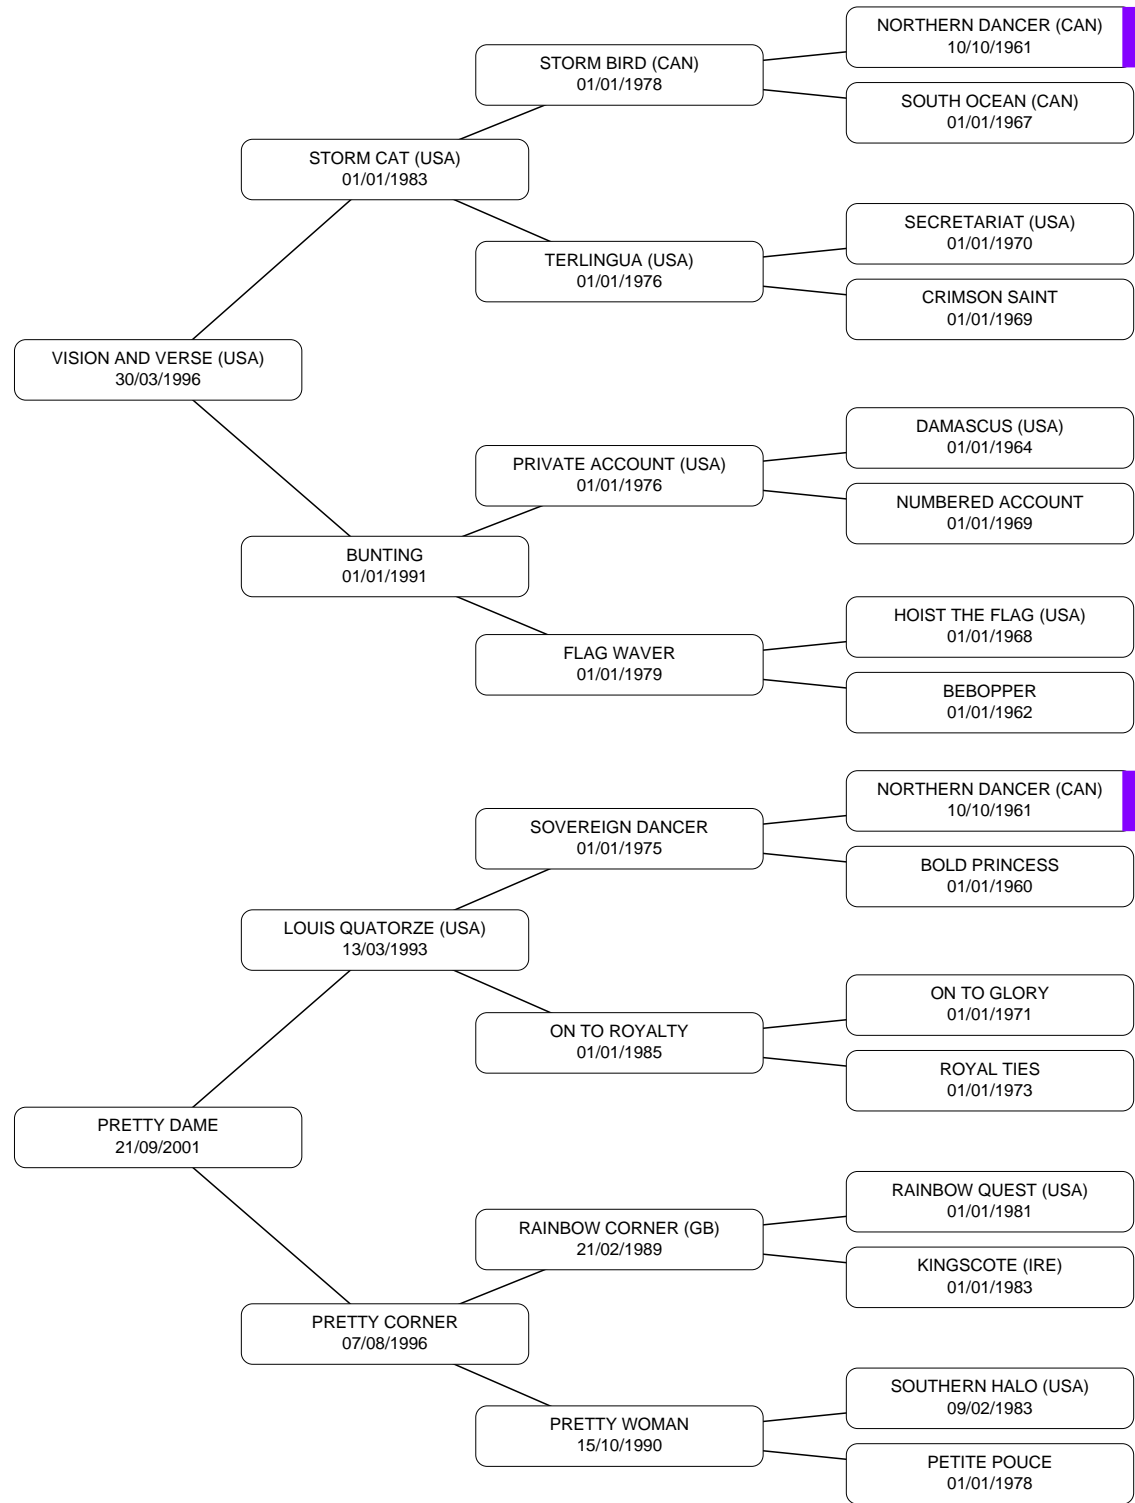 NORTHERN DANCER (CAN)
10/10/1961
STORM BIRD (CAN)
01/01/1978
SOUTH OCEAN (CAN)
01/01/1967
STORM CAT (USA)
01/01/1983
SECRETARIAT (USA)
01/01/1970
TERLINGUA (USA)
01/01/1976
CRIMSON SAINT
01/01/1969
VISION AND VERSE (USA)
30/03/1996
DAMASCUS (USA)
01/01/1964
PRIVATE ACCOUNT (USA)
01/01/1976
NUMBERED ACCOUNT
01/01/1969
BUNTING
01/01/1991
HOIST THE FLAG (USA)
01/01/1968
FLAG WAVER
01/01/1979
BEBOPPER
01/01/1962
NORTHERN DANCER (CAN)
10/10/1961
SOVEREIGN DANCER
01/01/1975
BOLD PRINCESS
01/01/1960
LOUIS QUATORZE (USA)
13/03/1993
ON TO GLORY
01/01/1971
ON TO ROYALTY
01/01/1985
ROYAL TIES
01/01/1973
PRETTY DAME
21/09/2001
RAINBOW QUEST (USA)
01/01/1981
RAINBOW CORNER (GB)
21/02/1989
KINGSCOTE (IRE)
01/01/1983
PRETTY CORNER
07/08/1996
SOUTHERN HALO (USA)
09/02/1983
PRETTY WOMAN
15/10/1990
PETITE POUCE
01/01/1978